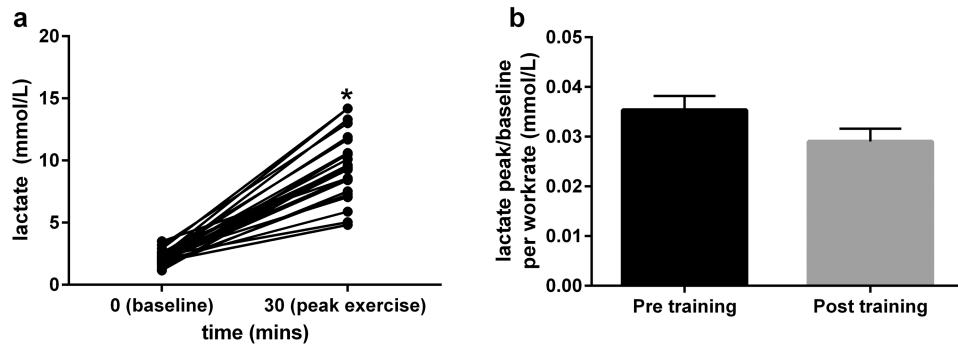 a
lactate (mmol/L)
20
15
10
5
0
*
0 (baseline)
30 (peak exercise)
time (mins)
b
lactate peak/baseline
per workrate (mmol/L)
0.05
0.04
0.03
0.02
0.01
0.00
Pre training
Post training